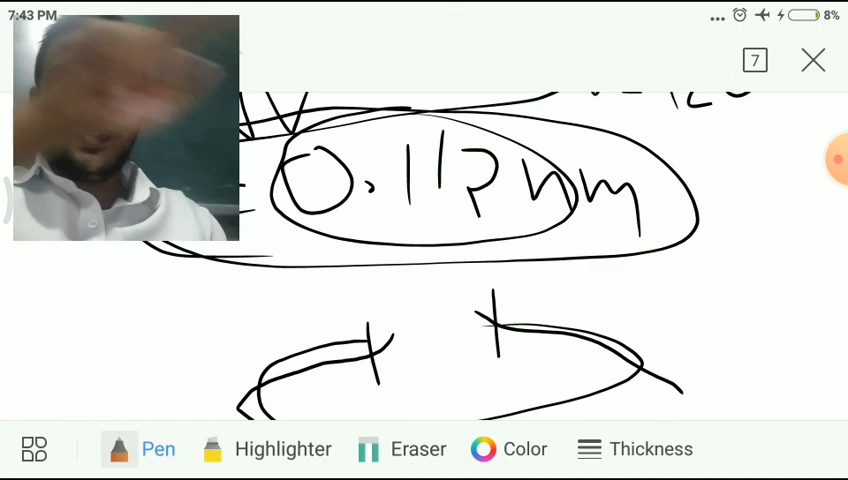 7:43 PM
8%
7
0.112 nm
Pen
Highlighter
Eraser
Color
Thickness